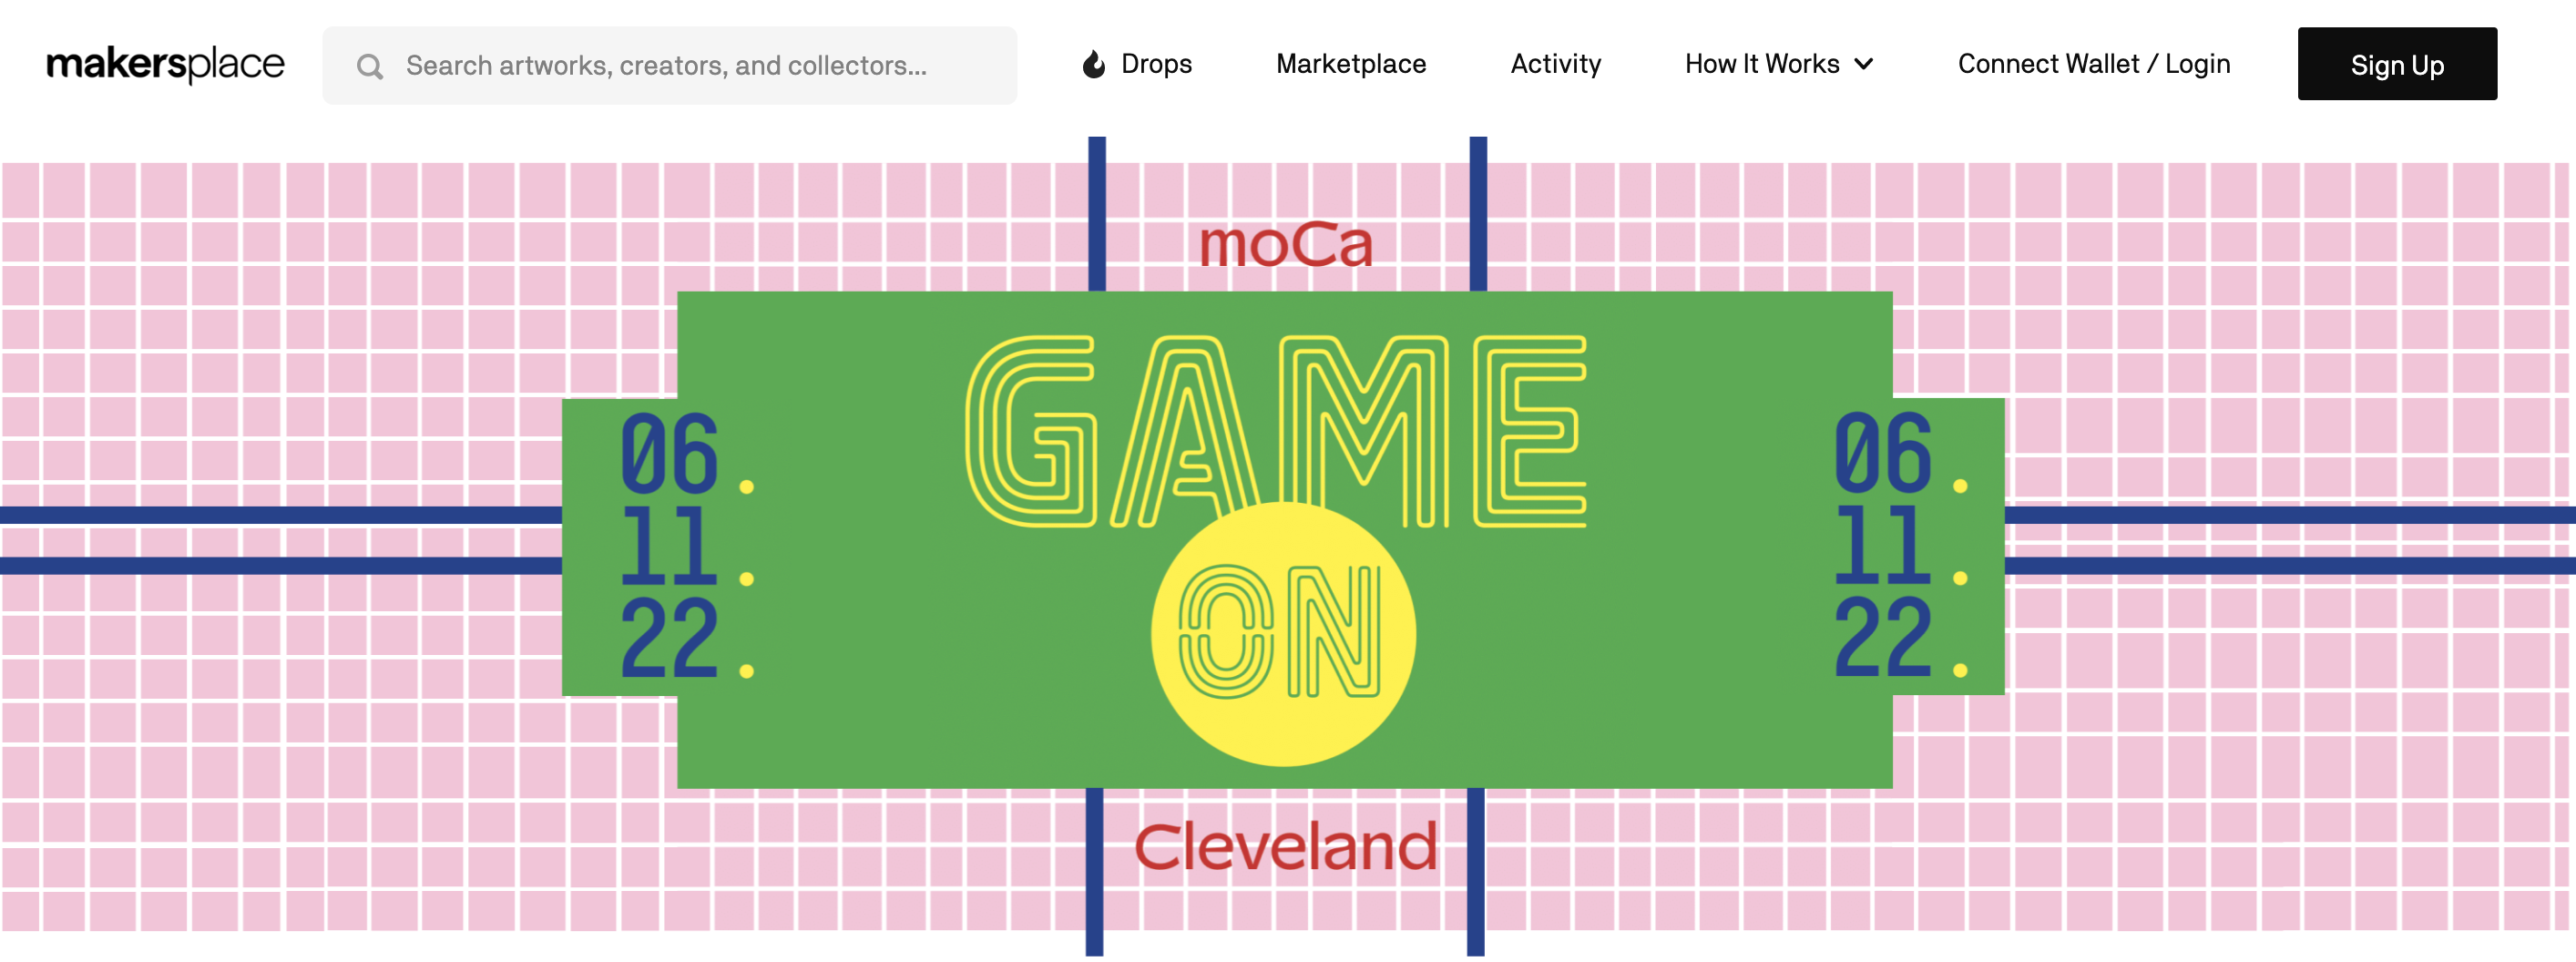 makersplace
Search artworks, creators, and collectors...
Drops
Marketplace
Activity
How It Works
Connect Wallet / Login
Sign Up
moCa
GAME
ON
06.
11.
22.
06.
11.
22.
Cleveland